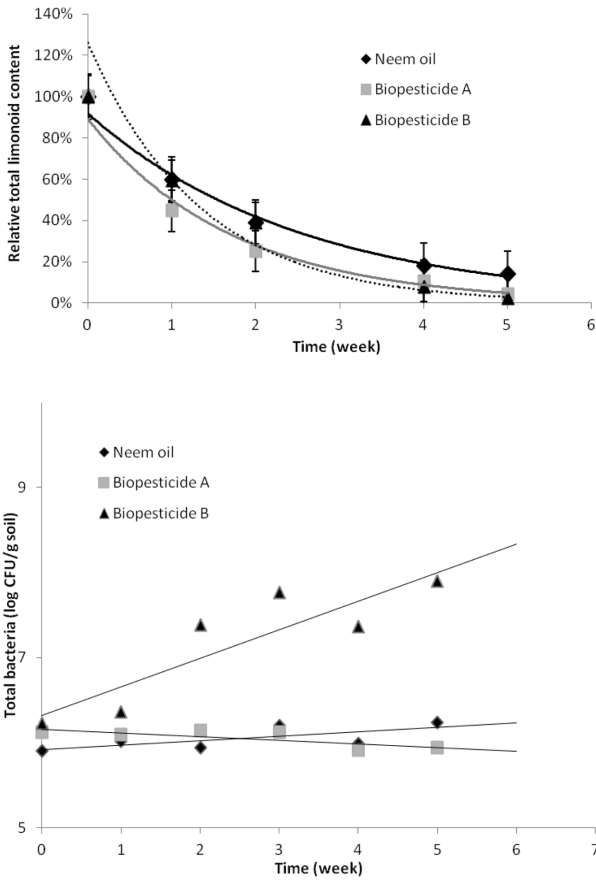 Relative total limonoid content
140%
120%
100%
80%
60%
40%
20%
0%
Neem oil
Biopesticide A
Biopesticide B
0 1 2 3 4 5 6
Time (week)
Total bacteria (log CFU/g soil)
9
7
5
Neem oil
Biopesticide A
Biopesticide B
0 1 2 3 4 5 6 7
Time (week)